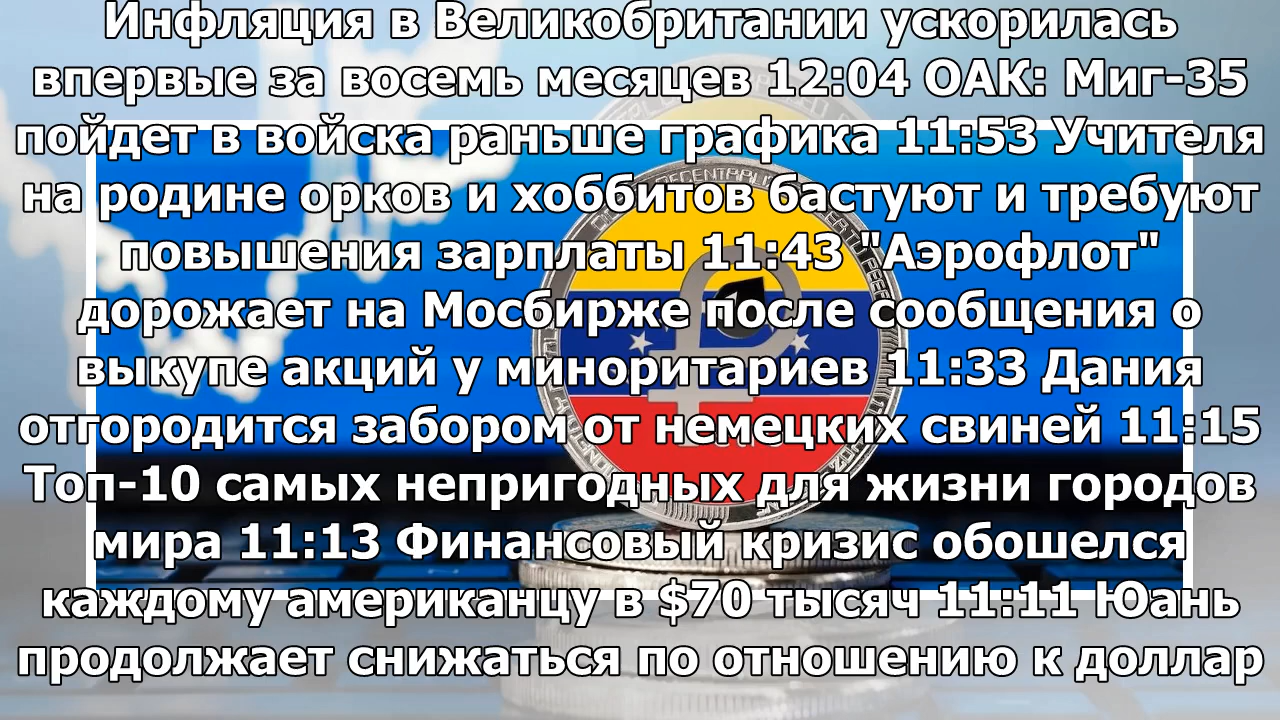 Инфляция в Великобритании ускорилась
впервые за восемь месяцев 12:04 ОАК: Миг-35
пойдет в войска раньше графика 11:53 Учителя
на родине орков и хоббитов бастуют и требуют
повышения зарплаты 11:43 "Аэрофлот"
дорожает на Мосбирже после сообщения о
выкупе акций у миноритариев 11:33 Дания
отгородится забором от немецких свиней 11:15
Топ-10 самых непригодных для жизни городов
мира 11:13 Финансовый кризис обошелся
каждому американцу в $70 тысяч 11:11 Юань
продолжает снижаться по отношению к доллар